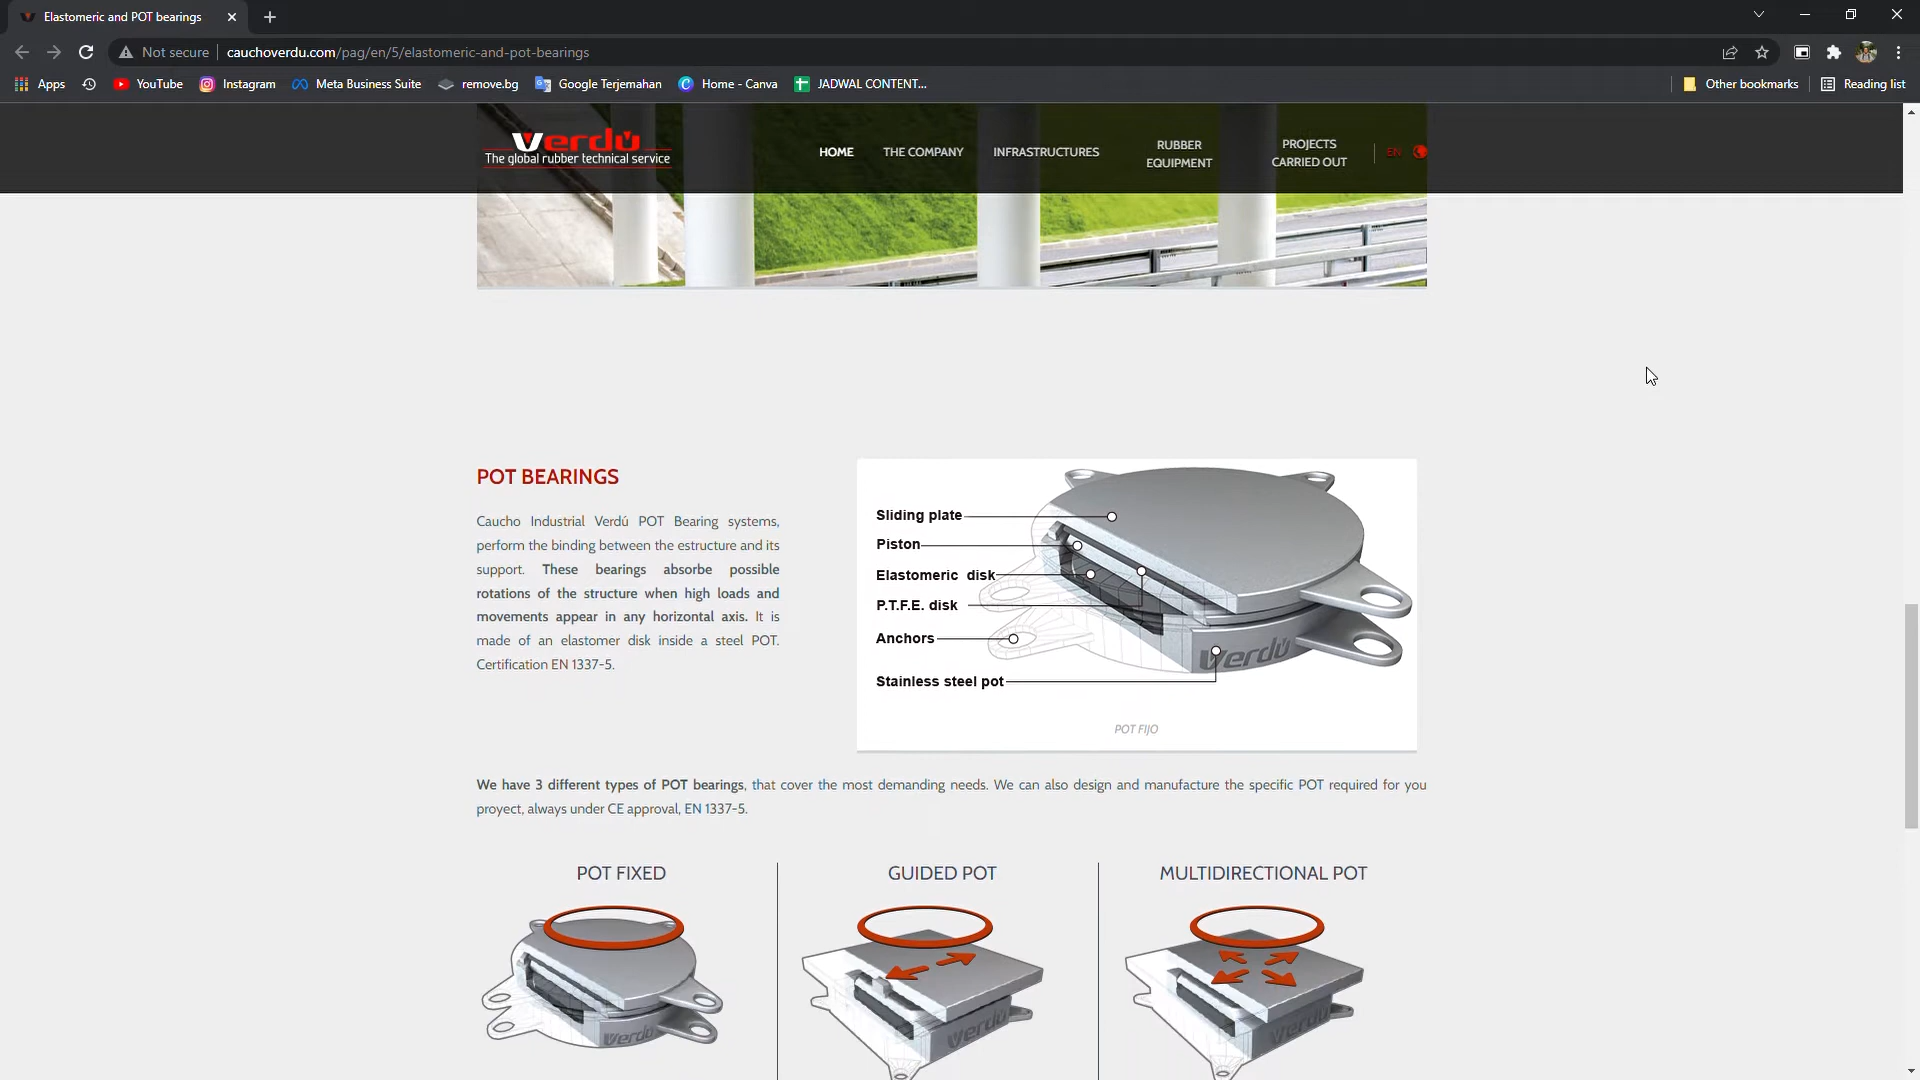 Elastomeric and POT bearings
Not secure
cauchoverdu.com/pag/en/5/elastomeric-and-pot-bearings
Apps
YouTube
Instagram
Meta Business Suite
remove.bg
Google Terjemahan
Home - Canva
JADWAL CONTENT...
Other bookmarks
Reading list
verdú
The global rubber technical service
HOME
THE COMPANY
INFRASTRUCTURES
RUBBER
EQUIPMENT
PROJECTS
CARRIED OUT
EN
POT BEARINGS
Caucho Industrial Verdú POT Bearing systems,
perform the binding between the estructure and its
support. These bearings absorbe possible
rotations of the structure when high loads and
movements appear in any horizontal axis. It is
made of an elastomer disk inside a steel POT.
Certification EN 1337-5.
Sliding plate
Piston
Elastomeric disk
P.T.F.E. disk
Anchors
Stainless steel pot
verdú
POT FIJO
We have 3 different types of POT bearings, that cover the most demanding needs. We can also design and manufacture the specific POT required for you
proyect, always under CE approval, EN 1337-5.
POT FIXED
GUIDED POT
MULTIDIRECTIONAL POT
verdú
verdú
verdú